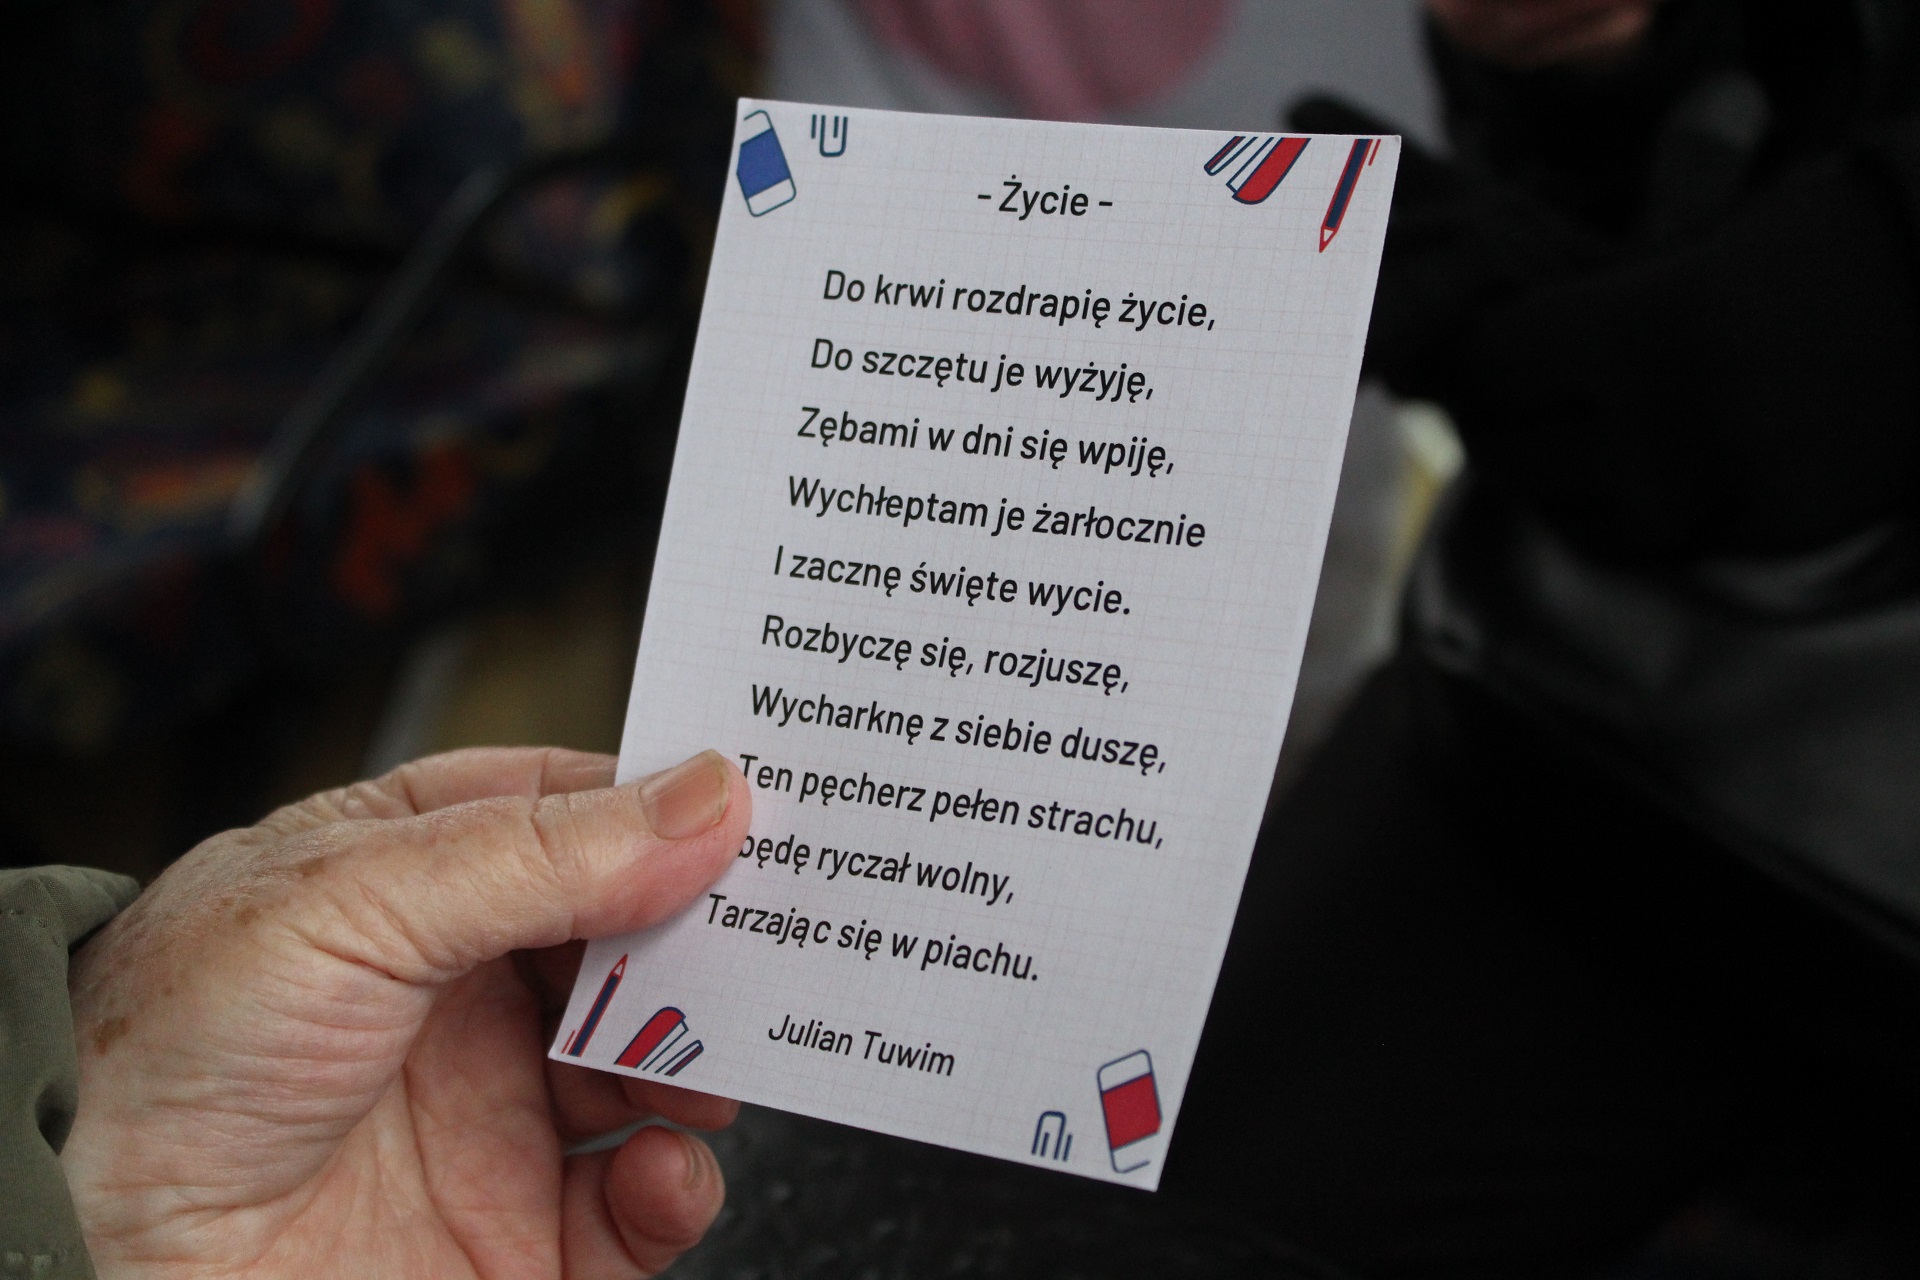 - Życie -
Do krwi rozdrapię życie,
Do szczętu je wyżyję,
Zębami w dni się wpiję,
Wychłeptam je żarłocznie
I zacznę święte wycie.
Rozbyczę się, rozjuszę,
Wycharknę z siebie duszę,
Ten pęcherz pełen strachu,
będę ryczał wolny,
Tarzając się w piachu.
Julian Tuwim